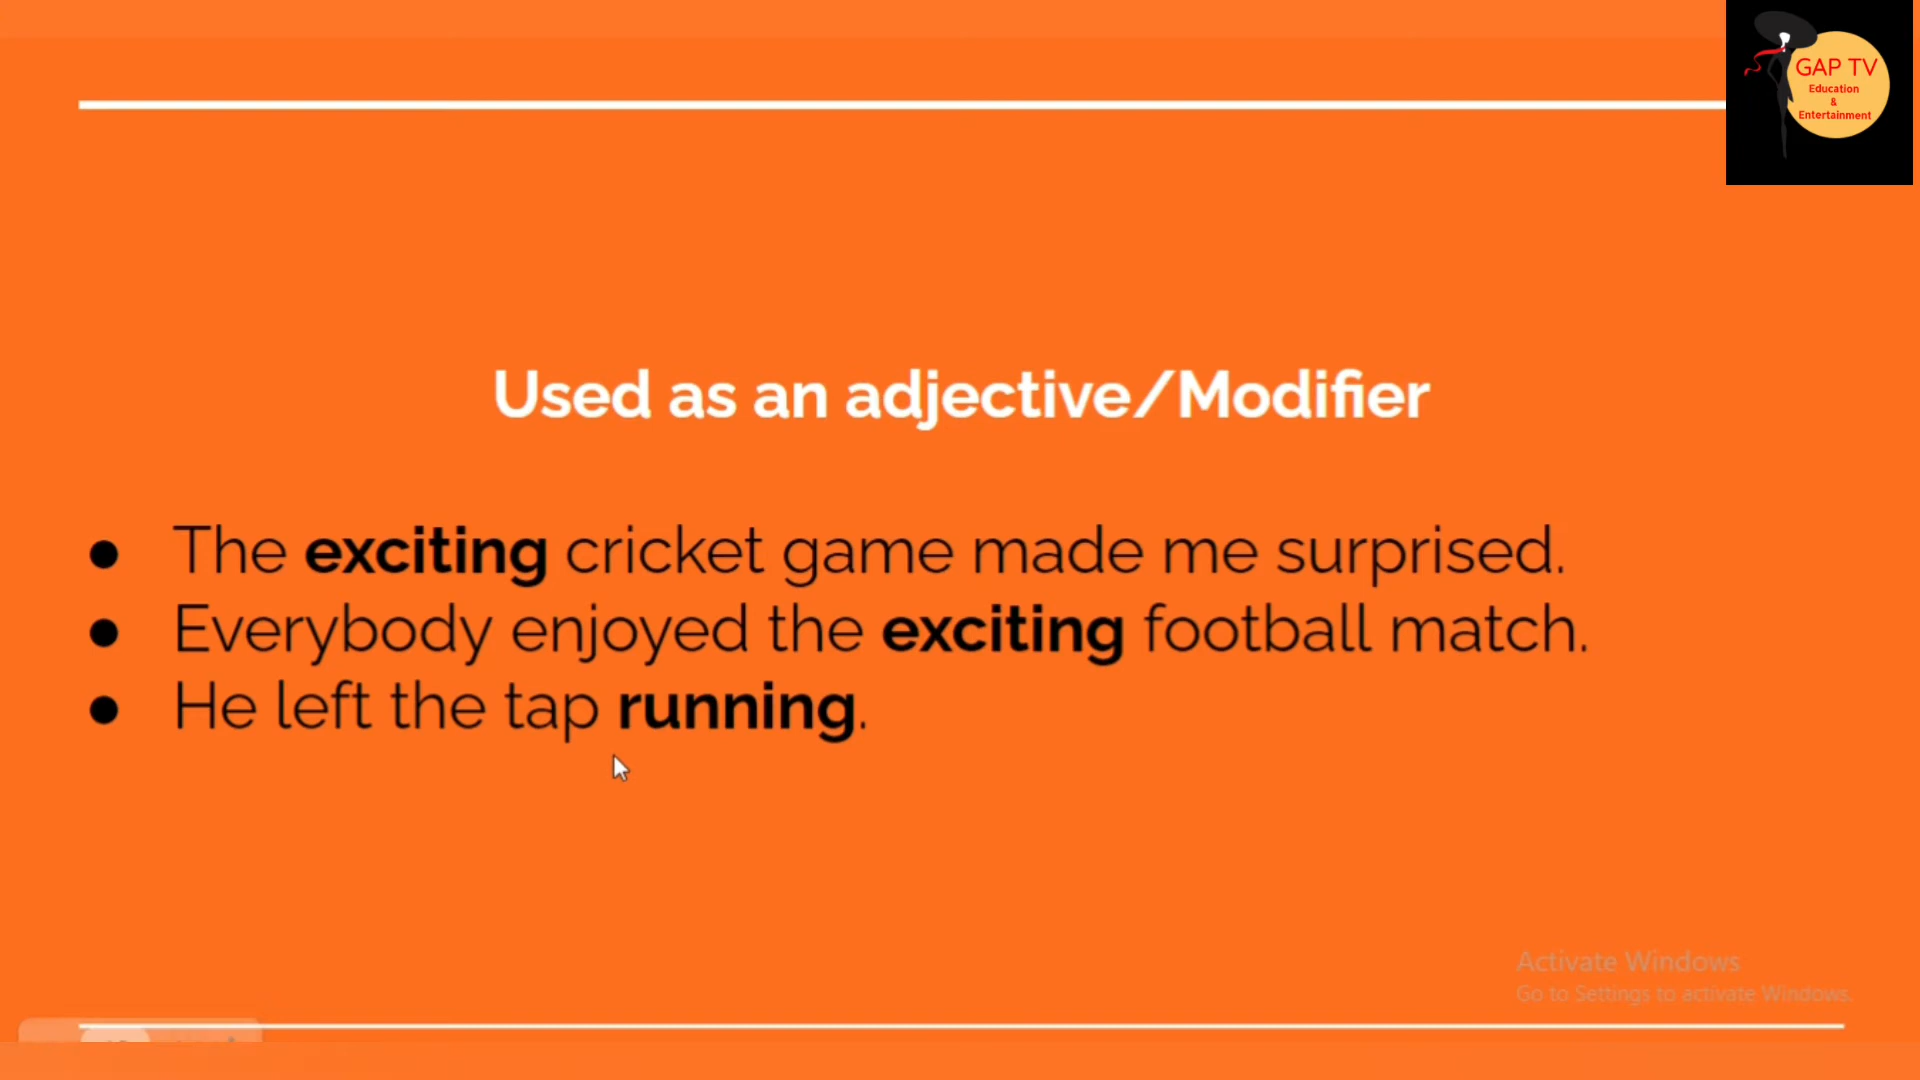 GAP TV
Education
&
Entertainment
Used as an adjective/Modifier
● The exciting cricket game made me surprised.
● Everybody enjoyed the exciting football match.
● He left the tap running.
Activate Windows
Go to Settings to activate Windows.